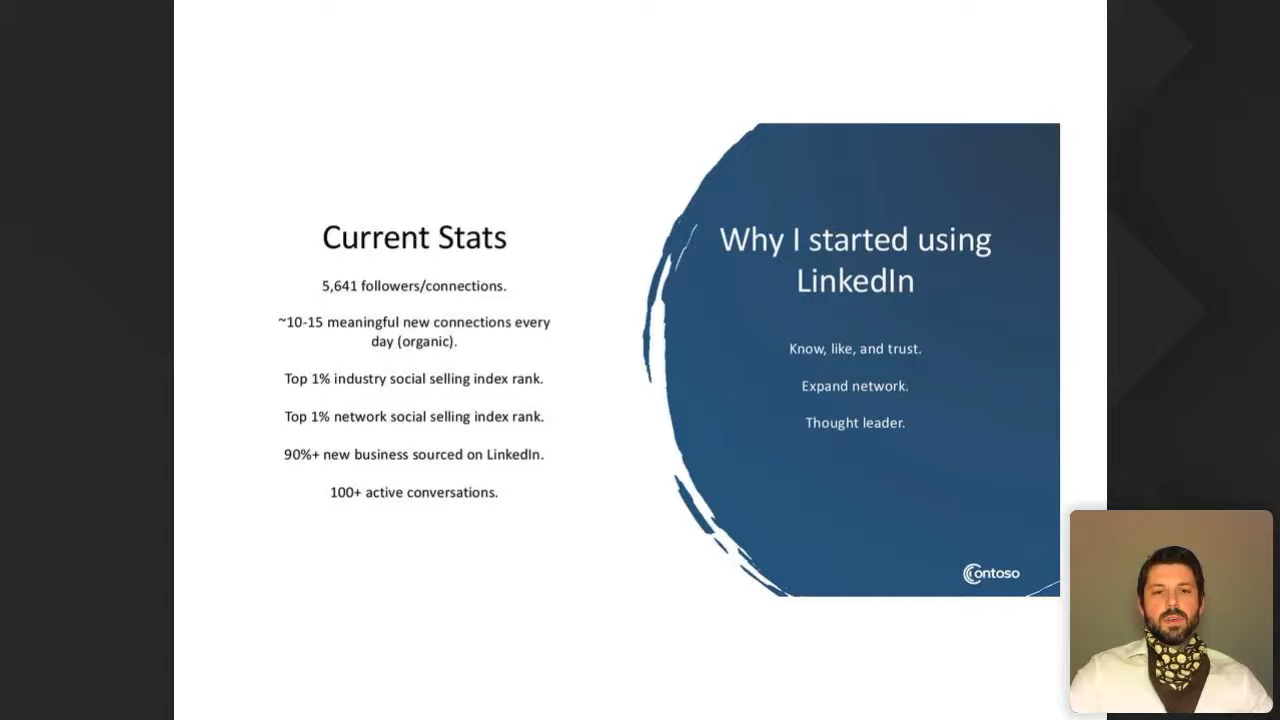 Current Stats
5,641 followers/connections.
~10-15 meaningful new connections every
day (organic).
Top 1% industry social selling index rank.
Top 1% network social selling index rank.
90%+ new business sourced on LinkedIn.
100+ active conversations.
Why I started using
LinkedIn
Know, like, and trust.
Expand network.
Thought leader.
Contoso